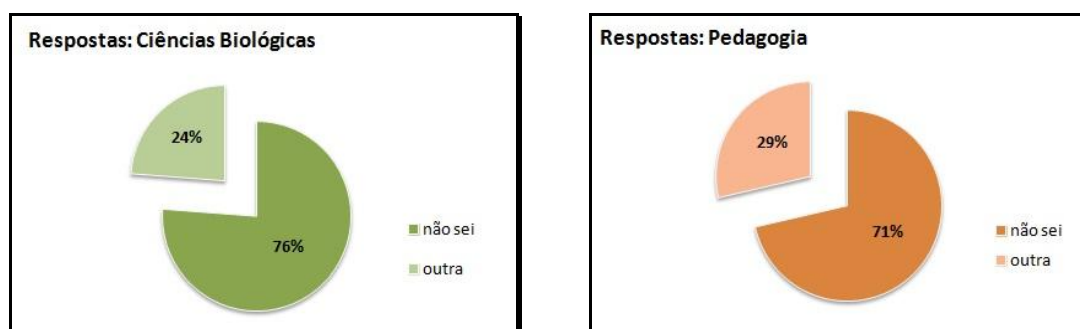 Respostas: Ciências Biológicas
24%
76%
não sei
outra
Respostas: Pedagogia
29%
71%
não sei
outra